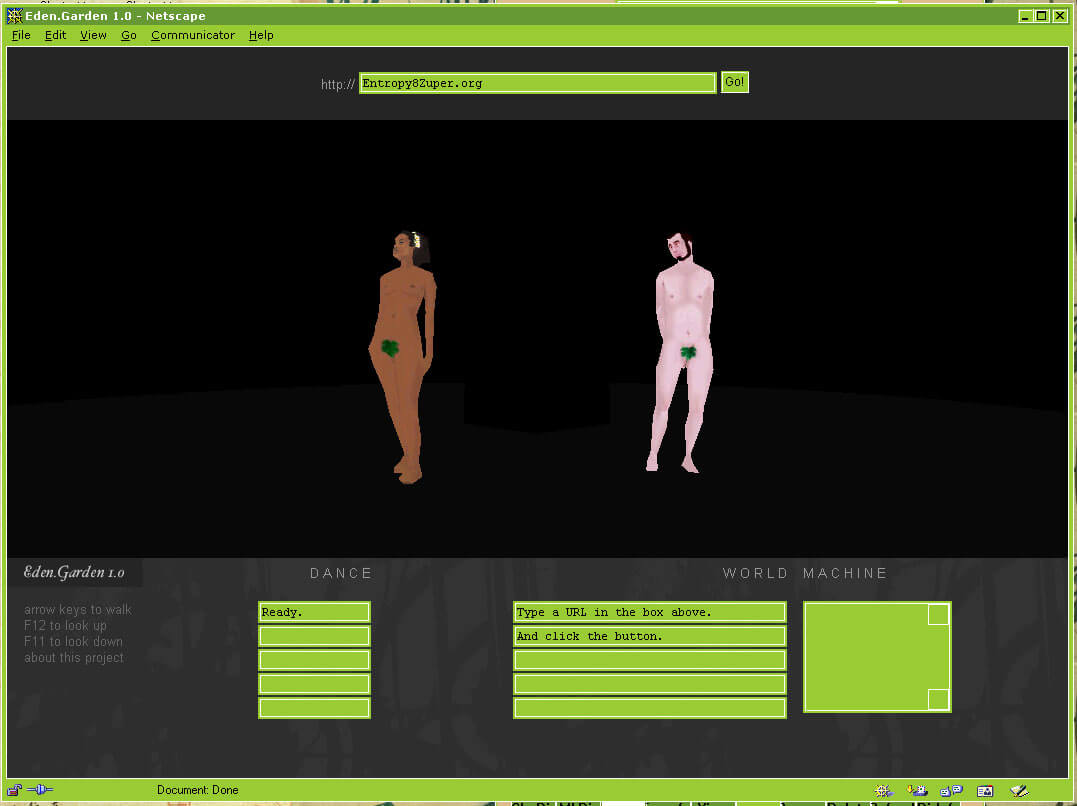 Eden.Garden 1.0 - Netscape
File Edit View Go Communicator Help
http:// Entropy8Zuper.org Go!
Eden.Garden 1.0
DANCE
WORLD MACHINE
arrow keys to walk
F12 to look up
F11 to look down
about this project
Ready.
Type a URL in the box above.
And click the button.
Document: Done